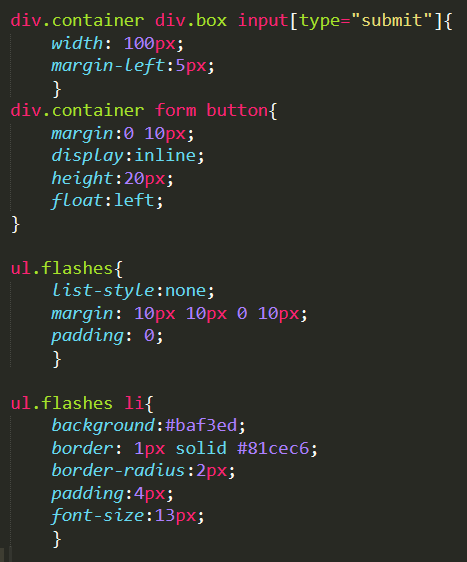 div.container div.box input[type="submit"]{
    width: 100px;
    margin-left:5px;
    }
div.container form button{
    margin:0 10px;
    display:inline;
    height:20px;
    float:left;
}

ul.flashes{
    list-style:none;
    margin: 10px 10px 0 10px;
    padding: 0;
    }

ul.flashes li{
    background:#baf3ed;
    border: 1px solid #81cec6;
    border-radius:2px;
    padding:4px;
    font-size:13px;
    }